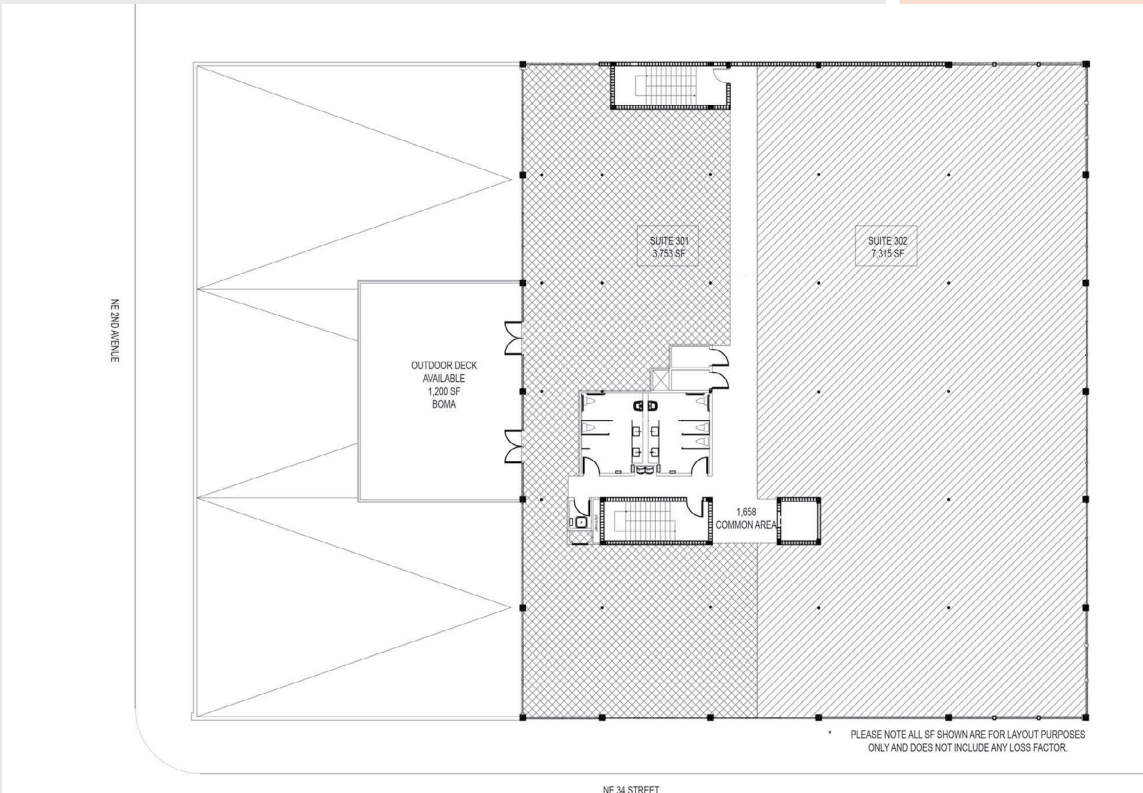 SUITE 301
3,753 SF
SUITE 302
7,315 SF
NE 2ND AVENUE
OUTDOOR DECK
AVAILABLE
1,200 SF
BOMA
1,658
COMMON AREA
* PLEASE NOTE ALL SF SHOWN ARE FOR LAYOUT PURPOSES
ONLY AND DOES NOT INCLUDE ANY LOSS FACTOR.
NE 34 STREET